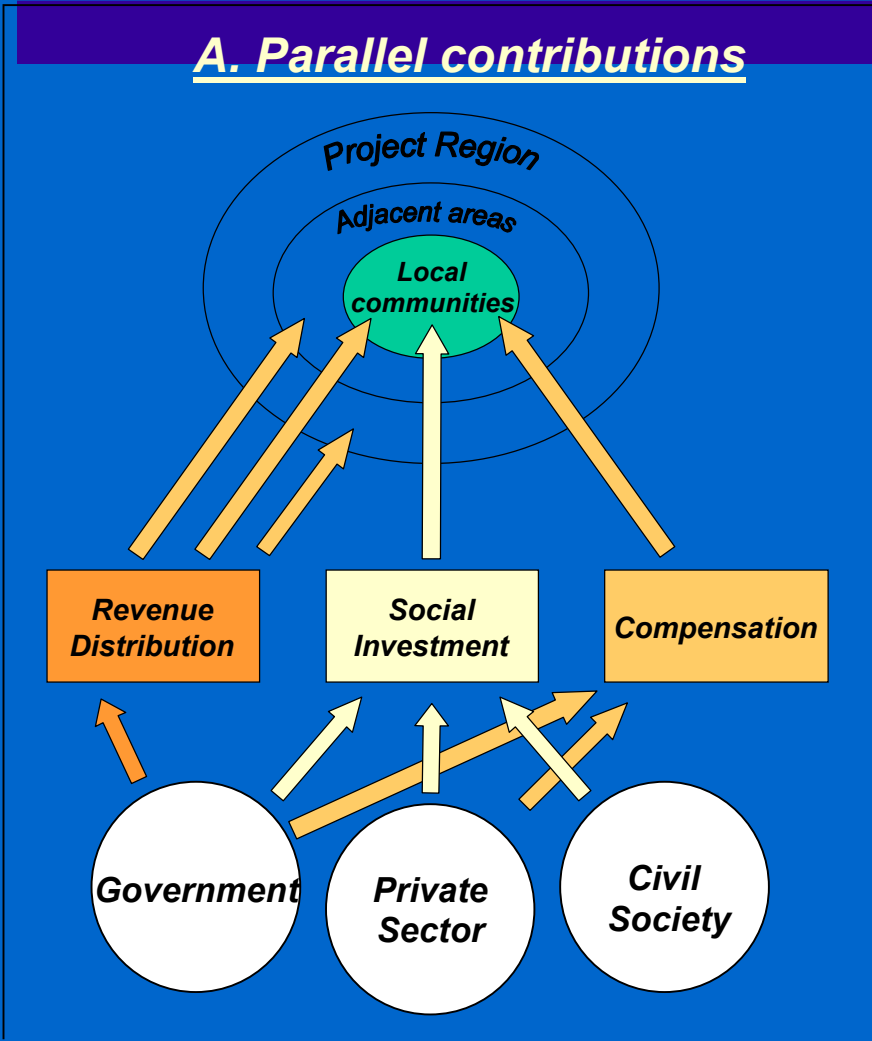 A. Parallel contributions
Project Region
Adjacent areas
Local
communities
Revenue
Distribution
Social
Investment
Compensation
Government
Private
Sector
Civil
Society